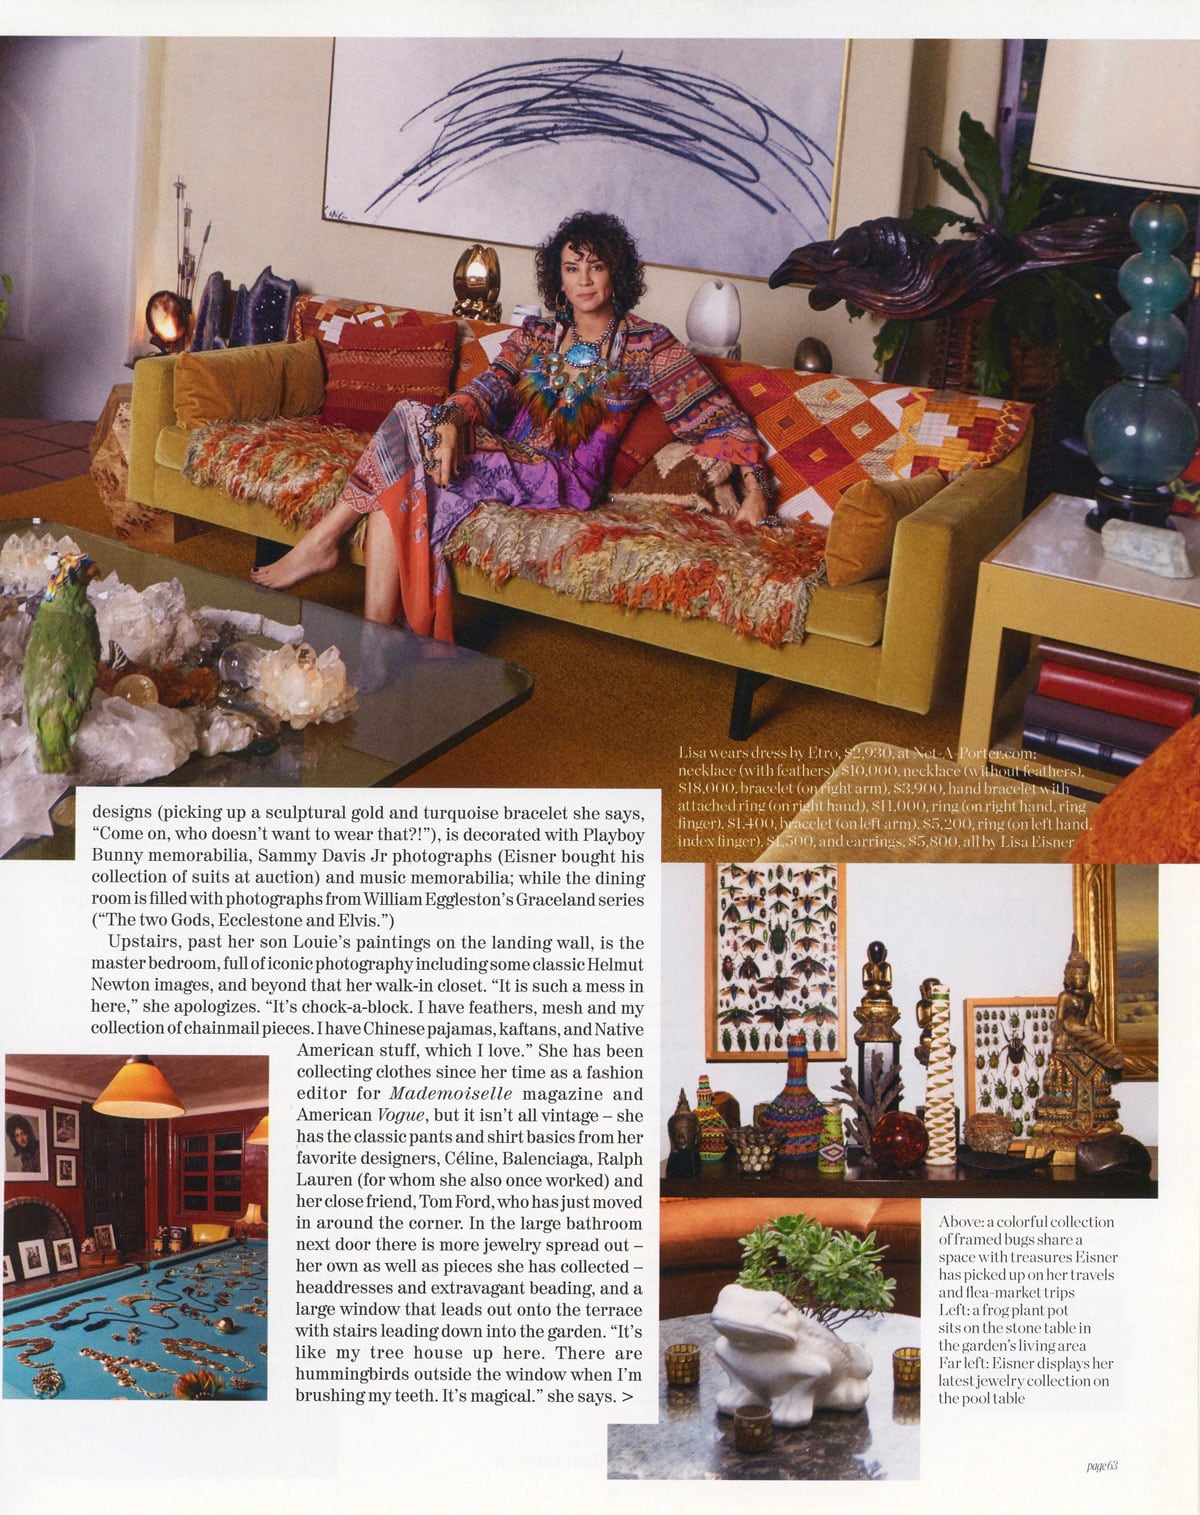 Lisa wears dress by Etro, $2,930, at Net-A-Porter.com;
necklace (with feathers), $10,000, necklace (without feathers),
$18,000, bracelet (on right arm), $3,900, hand bracelet with
attached ring (on right hand), $11,000, ring (on right hand, ring
finger), $1,400, bracelet (on left arm), $5,200, ring (on left hand,
index finger), $1,500, and earrings, $5,800, all by Lisa Eisner
designs (picking up a sculptural gold and turquoise bracelet she says,
“Come on, who doesn’t want to wear that?!”), is decorated with Playboy
Bunny memorabilia, Sammy Davis Jr photographs (Eisner bought his
collection of suits at auction) and music memorabilia; while the dining
room is filled with photographs from William Eggleston’s Graceland series
(“The two Gods, Ecclestone and Elvis.”)
Upstairs, past her son Louie’s paintings on the landing wall, is the
master bedroom, full of iconic photography including some classic Helmut
Newton images, and beyond that her walk-in closet. “It is such a mess in
here,” she apologizes. “It’s chock-a-block. I have feathers, mesh and my
collection of chainmail pieces. I have Chinese pajamas, kaftans, and Native
American stuff, which I love.” She has been
collecting clothes since her time as a fashion
editor for Mademoiselle magazine and
American Vogue, but it isn’t all vintage – she
has the classic pants and shirt basics from her
favorite designers, Céline, Balenciaga, Ralph
Lauren (for whom she also once worked) and
her close friend, Tom Ford, who has just moved
in around the corner. In the large bathroom
next door there is more jewelry spread out –
her own as well as pieces she has collected –
headdresses and extravagant beading, and a
large window that leads out onto the terrace
with stairs leading down into the garden. “It’s
like my tree house up here. There are
hummingbirds outside the window when I’m
brushing my teeth. It’s magical.” she says. >
Above: a colorful collection
of framed bugs share a
space with treasures Eisner
has picked up on her travels
and flea-market trips
Left: a frog plant pot
sits on the stone table in
the garden’s living area
Far left: Eisner displays her
latest jewelry collection on
the pool table
page63